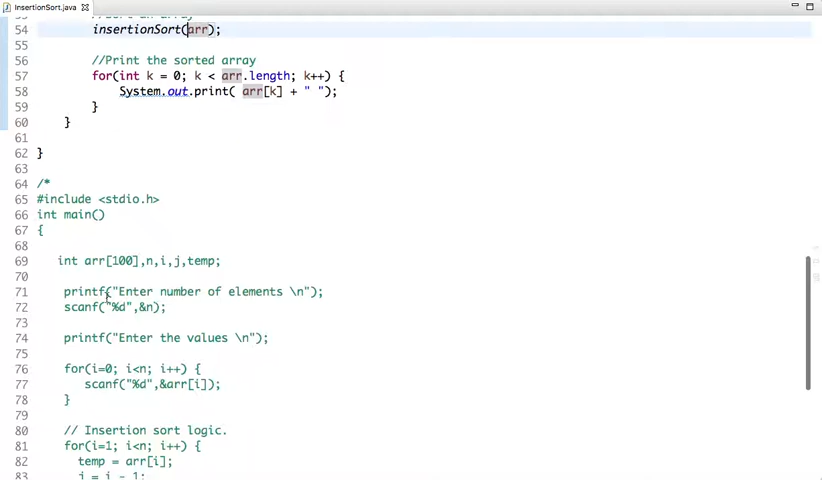 InsertionSort.java
54 insertionSort(arr);
55
56 //Print the sorted array
57 for(int k = 0; k < arr.length; k++) {
58 System.out.print( arr[k] + " ");
59 }
60 }
61
62 }
63
64 /*
65 #include <stdio.h>
66 int main()
67 {
68
69 int arr[100],n,i,j,temp;
70
71 printf("Enter number of elements \n");
72 scanf("%d",&n);
73
74 printf("Enter the values \n");
75
76 for(i=0; i<n; i++) {
77 scanf("%d",&arr[i]);
78 }
79
80 // Insertion sort logic.
81 for(i=1; i<n; i++) {
82 temp = arr[i];
83 j = i - 1;